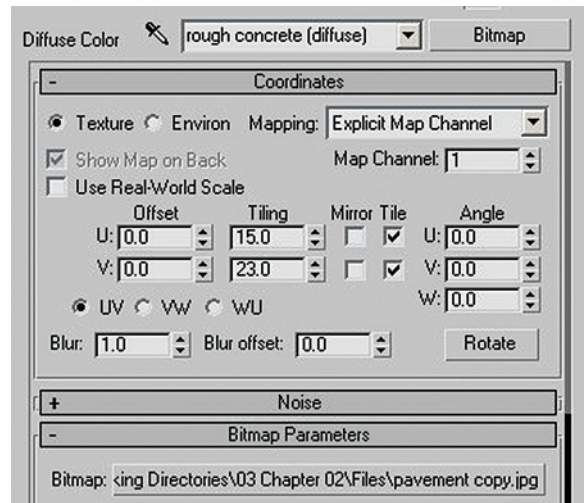 Diffuse Color rough concrete (diffuse) Bitmap
- Coordinates
Texture Environ Mapping: Explicit Map Channel
Show Map on Back Map Channel: 1
Use Real-World Scale
Offset Tiling Mirror Tile Angle
U: 0.0 15.0 U: 0.0
V: 0.0 23.0 V: 0.0
W: 0.0
UV VW WU
Blur: 1.0 Blur offset: 0.0 Rotate
+ Noise
- Bitmap Parameters
Bitmap: king Directories\03 Chapter 02\Files\pavement copy.jpg